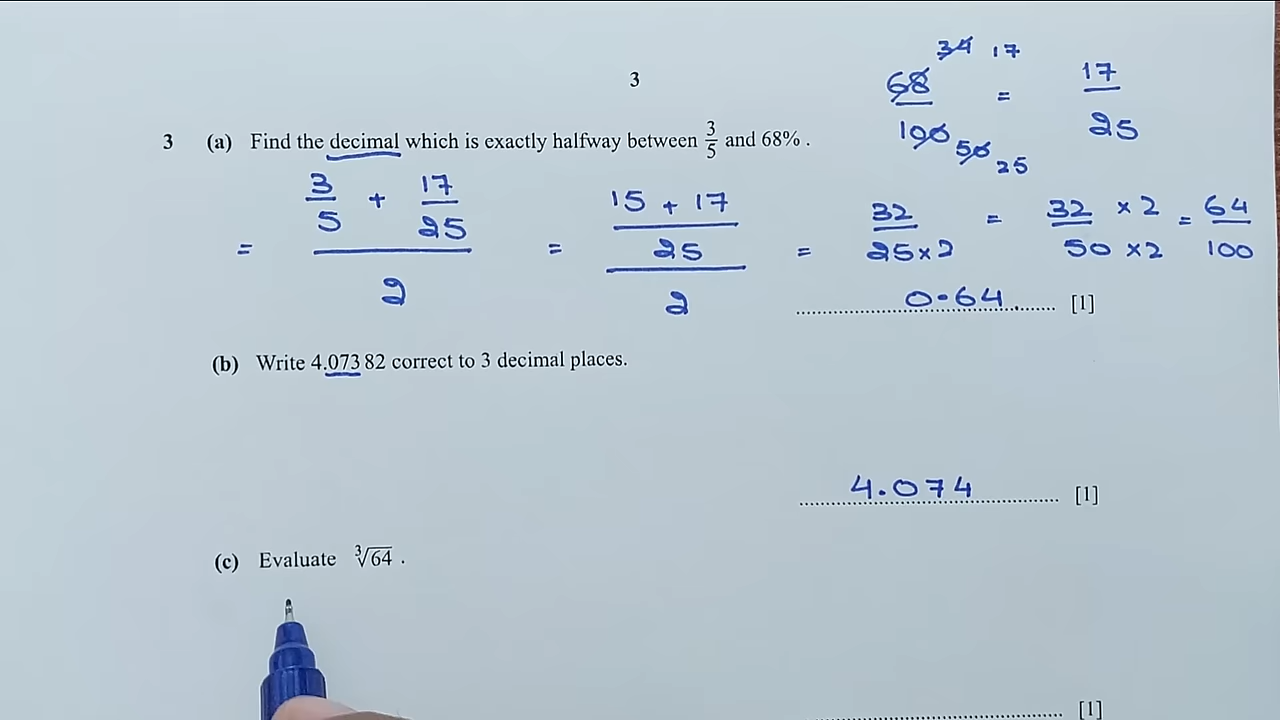 3
34 17
68/100 = 17/25
50 25
3 (a) Find the decimal which is exactly halfway between 3/5 and 68% .
= (3/5 + 17/25)/2 = ((15 + 17)/25)/2 = 32/(25×2) = (32 ×2)/(50 ×2) = 64/100
0.64 [1]
(b) Write 4.073 82 correct to 3 decimal places.
4.074 [1]
(c) Evaluate ∛64 .
[1]